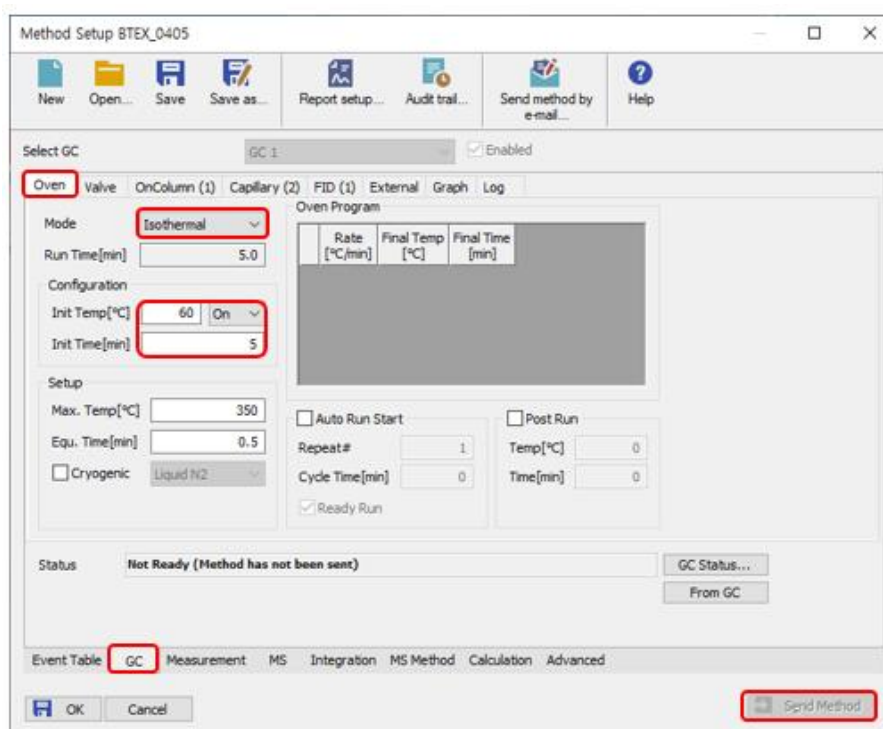 Method Setup BTEX_0405
New Open... Save Save as... Report setup... Audit trail... Send method by e-mail... Help
Select GC GC 1 Enabled
Oven Valve OnColumn (1) Capillary (2) FID (1) External Graph Log
Mode Isothermal
Run Time[min] 5.0
Configuration
Init Temp[°C] 60 On
Init Time[min] 5
Setup
Max. Temp[°C] 350
Equ. Time[min] 0.5
Cryogenic Liquid N2
Oven Program
Rate [°C/min] Final Temp [°C] Final Time [min]
Auto Run Start
Repeat# 1
Cycle Time[min] 0
Ready Run
Post Run
Temp[°C] 0
Time[min] 0
Status Not Ready (Method has not been sent) GC Status...
From GC
Event Table GC Measurement MS Integration MS Method Calculation Advanced
OK Cancel Send Method